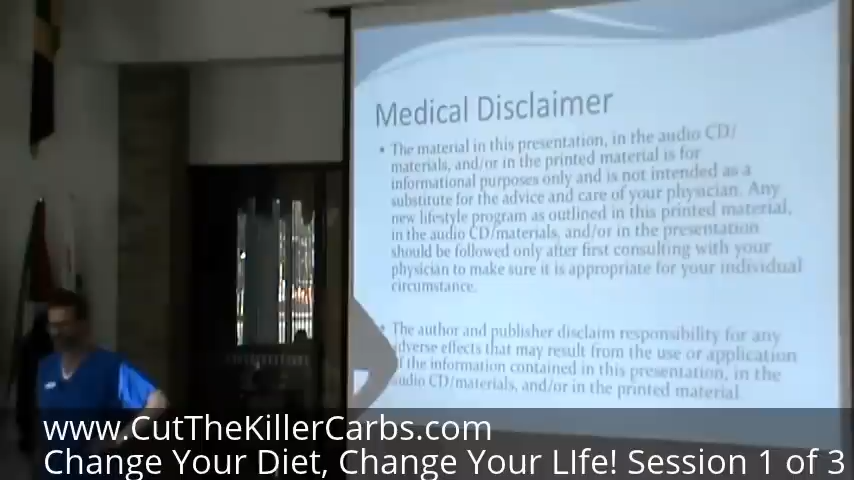 Medical Disclaimer
• The material in this presentation, in the audio CD/
materials, and/or in the printed material is for
informational purposes only and is not intended as a
substitute for the advice and care of your physician. Any
new lifestyle program as outlined in this printed material,
in the audio CD/materials, and/or in the presentation
should be followed only after first consulting with your
physician to make sure it is appropriate for your individual
circumstance.
• The author and publisher disclaim responsibility for any
adverse effects that may result from the use or application
of the information contained in this presentation, in the
audio CD/materials, and/or in the printed material
www.CutTheKillerCarbs.com
Change Your Diet, Change Your LIfe! Session 1 of 3